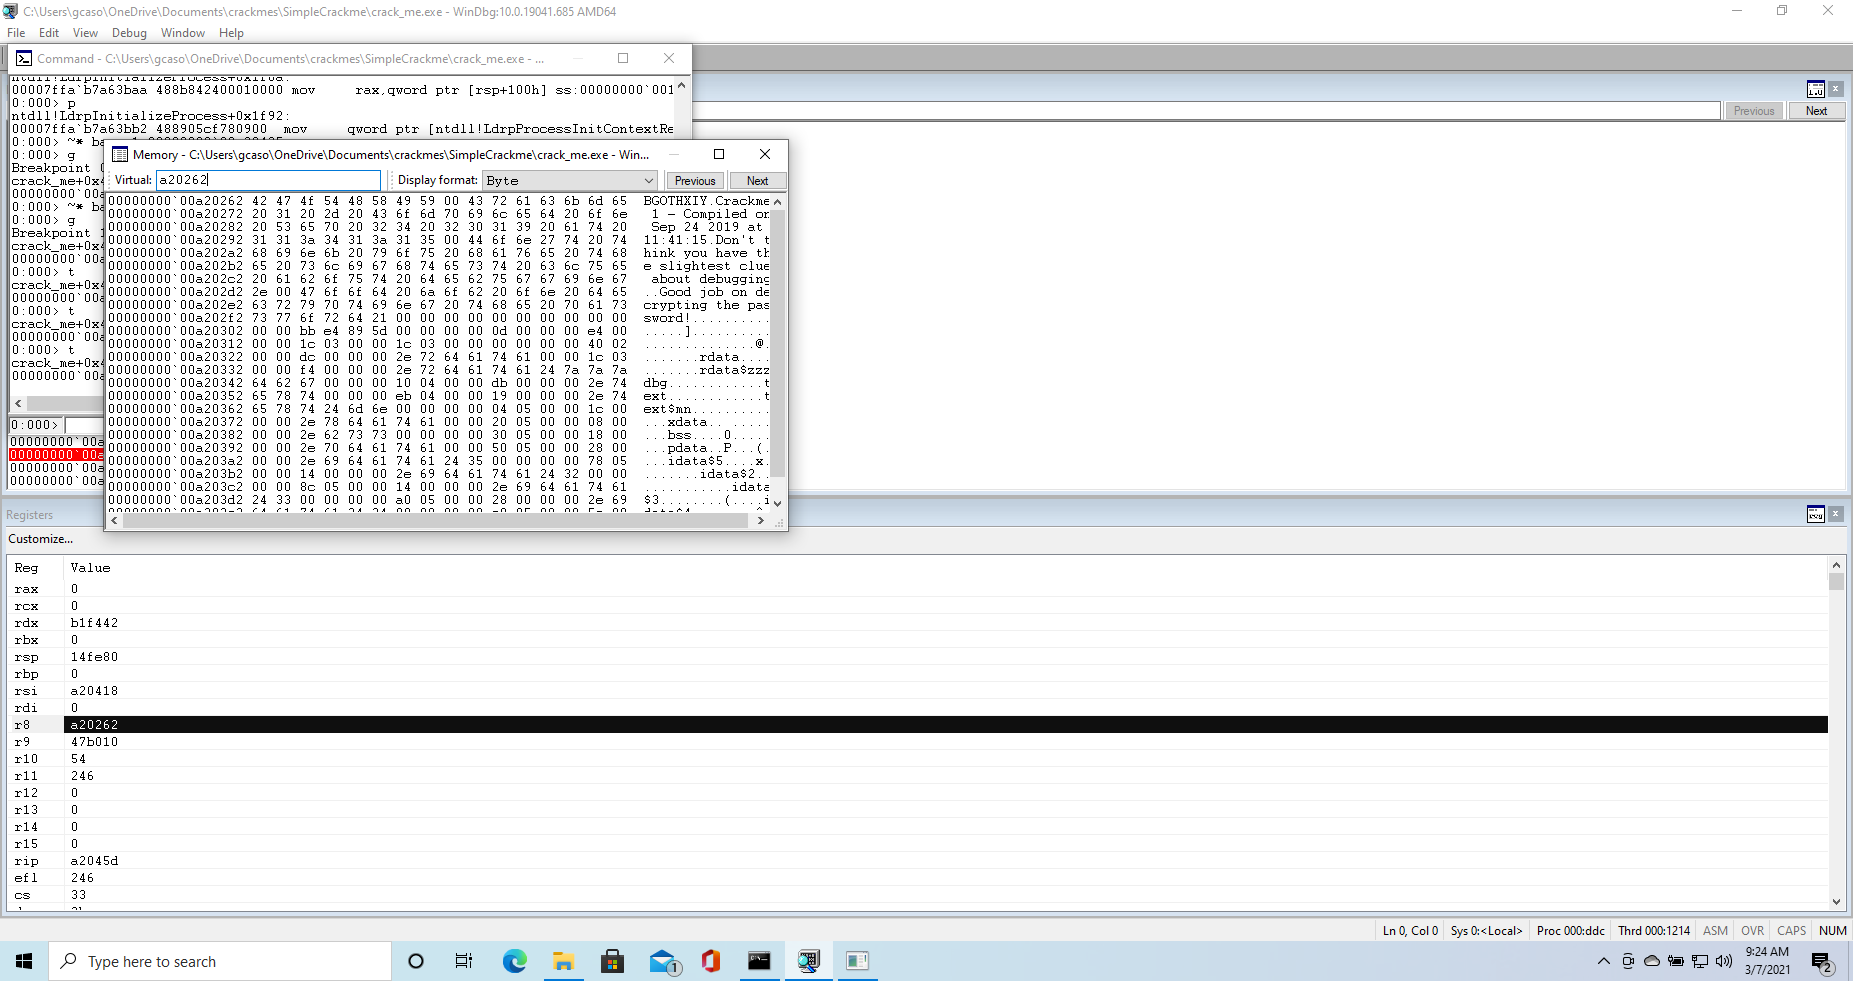 C:\Users\gcaso\OneDrive\Documents\crackmes\SimpleCrackme\crack_me.exe - WinDbg:10.0.19041.685 AMD64
File Edit View Debug Window Help
Command - C:\Users\gcaso\OneDrive\Documents\crackmes\SimpleCrackme\crack_me.exe - ...
ntdll!LdrpInitializeProcess+0x1f8a:
00007ffa`b7a63baa 488b842400010000 mov rax,qword ptr [rsp+100h] ss:00000000`001
0:000> p
ntdll!LdrpInitializeProcess+0x1f92:
00007ffa`b7a63bb2 488905cf780900 mov qword ptr [ntdll!LdrpProcessInitContextRe
0:000> ~* ba
0:000> g
Breakpoint
crack_me+0x4
00000000`00a
0:000> ~* ba
0:000> g
Breakpoint 1
crack_me+0x4
00000000`00a
0:000> t
crack_me+0x4
00000000`00a
0:000> t
crack_me+0x4
00000000`00a
0:000> t
crack_me+0x4
00000000`00a
0:000>
00000000`00a
00000000`00a
00000000`00a
00000000`00a
Previous Next
Memory - C:\Users\gcaso\OneDrive\Documents\crackmes\SimpleCrackme\crack_me.exe - Win...
Virtual: a20262 Display format: Byte Previous Next
00000000`00a20262 42 47 4f 54 48 58 49 59 00 43 72 61 63 6b 6d 65 BGOTHXIY.Crackme
00000000`00a20272 20 31 20 2d 20 43 6f 6d 70 69 6c 65 64 20 6f 6e 1 - Compiled on
00000000`00a20282 20 53 65 70 20 32 34 20 32 30 31 39 20 61 74 20 Sep 24 2019 at
00000000`00a20292 31 31 3a 34 31 3a 31 35 00 44 6f 6e 27 74 20 74 11:41:15.Don't t
00000000`00a202a2 68 69 6e 6b 20 79 6f 75 20 68 61 76 65 20 74 68 hink you have th
00000000`00a202b2 65 20 73 6c 69 67 68 74 65 73 74 20 63 6c 75 65 e slightest clue
00000000`00a202c2 20 61 62 6f 75 74 20 64 65 62 75 67 67 69 6e 67 about debugging
00000000`00a202d2 2e 00 47 6f 6f 64 20 6a 6f 62 20 6f 6e 20 64 65 ..Good job on de
00000000`00a202e2 63 72 79 70 74 69 6e 67 20 74 68 65 20 70 61 73 crypting the pas
00000000`00a202f2 73 77 6f 72 64 21 00 00 00 00 00 00 00 00 00 00 sword!..........
00000000`00a20302 00 00 bb e4 89 5d 00 00 00 00 0d 00 00 00 e4 00 .....]..........
00000000`00a20312 00 00 1c 03 00 00 1c 03 00 00 00 00 00 00 40 02 ..............@.
00000000`00a20322 00 00 dc 00 00 00 2e 72 64 61 74 61 00 00 1c 03 .......rdata....
00000000`00a20332 00 00 f4 00 00 00 2e 72 64 61 74 61 24 7a 7a 7a .......rdata$zzz
00000000`00a20342 64 62 67 00 00 00 10 04 00 00 db 00 00 00 2e 74 dbg............t
00000000`00a20352 65 78 74 00 00 00 eb 04 00 00 19 00 00 00 2e 74 ext............t
00000000`00a20362 65 78 74 24 6d 6e 00 00 00 00 04 05 00 00 1c 00 ext$mn..........
00000000`00a20372 00 00 2e 78 64 61 74 61 00 00 20 05 00 00 08 00 ...xdata.. .....
00000000`00a20382 00 00 2e 62 73 73 00 00 00 00 30 05 00 00 18 00 ...bss....0.....
00000000`00a20392 00 00 2e 70 64 61 74 61 00 00 50 05 00 00 28 00 ...pdata..P...(.
00000000`00a203a2 00 00 2e 69 64 61 74 61 24 35 00 00 00 00 78 05 ...idata$5....x.
00000000`00a203b2 00 00 14 00 00 00 2e 69 64 61 74 61 24 32 00 00 .......idata$2..
00000000`00a203c2 00 00 8c 05 00 00 14 00 00 00 2e 69 64 61 74 61 ...........idata
00000000`00a203d2 24 33 00 00 00 00 a0 05 00 00 28 00 00 00 2e 69 $3........(....i
Registers
Customize...
Reg Value
rax 0
rcx 0
rdx b1f442
rbx 0
rsp 14fe80
rbp 0
rsi a20418
rdi 0
r8 a20262
r9 47b010
r10 54
r11 246
r12 0
r13 0
r14 0
r15 0
rip a2045d
efl 246
cs 33
Ln 0, Col 0 Sys 0:<Local> Proc 000:ddc Thrd 000:1214 ASM OVR CAPS NUM
Type here to search
1
9:24 AM
3/7/2021
2